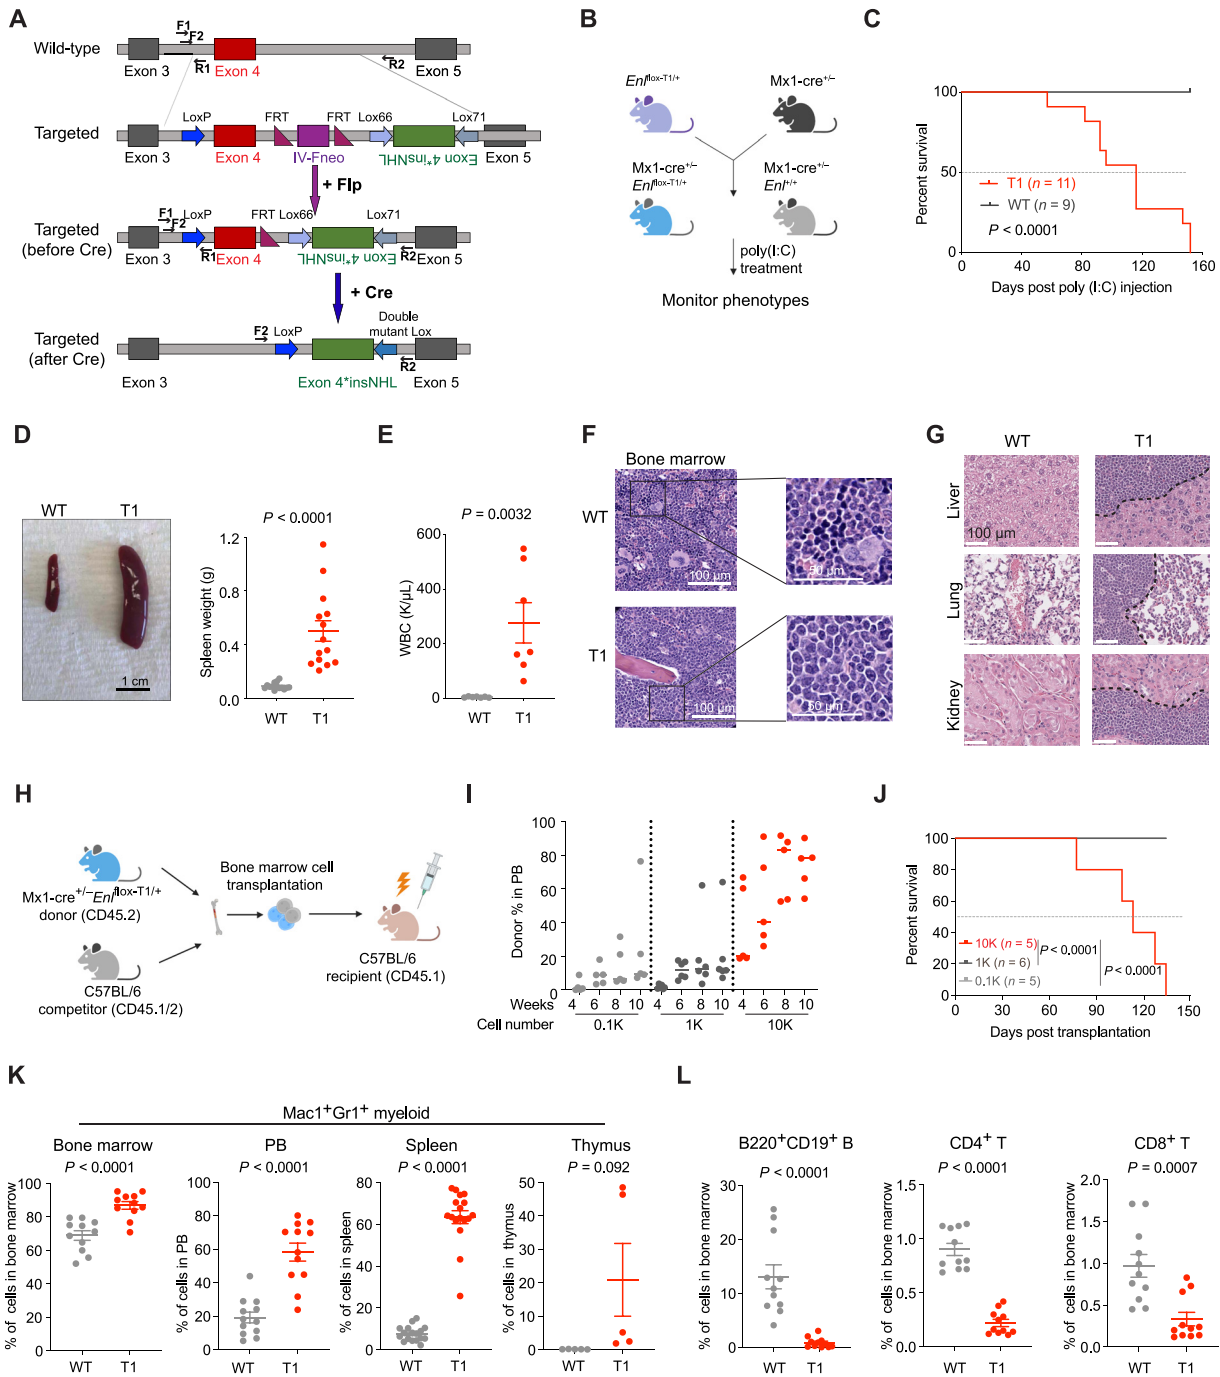 A
Wild-type
F1
F2
R1
R2
Exon 3
Exon 4
Exon 5
Targeted
LoxP
FRT
FRT
Lox66
Lox71
Exon 3
Exon 4
IV-Fneo
Exon 4*insNHL
Exon 5
+ Flp
Targeted
(before Cre)
F1
F2
LoxP
FRT
Lox66
Lox71
R1
R2
Exon 3
Exon 4
Exon 4*insNHL
Exon 5
+ Cre
Targeted
(after Cre)
F2
LoxP
Double
mutant Lox
R2
Exon 3
Exon 4*insNHL
Exon 5
B
Enl^flox-T1/+
Mx1-cre^+/–
Mx1-cre^+/–
Enl^flox-T1/+
Mx1-cre^+/–
Enl^+/+
poly(I:C)
treatment
Monitor phenotypes
C
Percent survival
100
50
0
T1 (n = 11)
WT (n = 9)
P < 0.0001
0 40 80 120 160
Days post poly (I:C) injection
D
WT T1
1 cm
P < 0.0001
Spleen weight (g)
1.2
0.8
0.4
0.0
WT T1
E
P = 0.0032
WBC (K/µL)
600
400
200
0
WT T1
F
Bone marrow
WT
100 µm
50 µm
T1
100 µm
50 µm
G
WT T1
Liver
100 µm
Lung
Kidney
H
Mx1-cre^+/–Enl^flox-T1/+
donor (CD45.2)
C57BL/6
competitor (CD45.1/2)
Bone marrow cell
transplantation
C57BL/6
recipient (CD45.1)
I
Donor % in PB
100
80
60
40
20
0
Weeks 4 6 8 10 4 6 8 10 4 6 8 10
Cell number 0.1K 1K 10K
J
Percent survival
100
80
60
40
20
0
10K (n = 5)
1K (n = 6)
0.1K (n = 5)
P < 0.0001
P < 0.0001
0 30 60 90 120 150
Days post transplantation
K
Mac1+Gr1+ myeloid
Bone marrow
P < 0.0001
% of cells in bone marrow
100
80
60
40
20
0
WT T1
PB
P < 0.0001
% of cells in PB
100
80
60
40
20
0
WT T1
Spleen
P < 0.0001
% of cells in spleen
80
60
40
20
0
WT T1
Thymus
P = 0.092
% of cells in thymus
50
40
30
20
10
0
WT T1
L
B220+CD19+ B
P < 0.0001
% of cells in bone marrow
30
20
10
0
WT T1
CD4+ T
P < 0.0001
% of cells in bone marrow
1.5
1.0
0.5
0.0
WT T1
CD8+ T
P = 0.0007
% of cells in bone marrow
2.0
1.5
1.0
0.5
0.0
WT T1